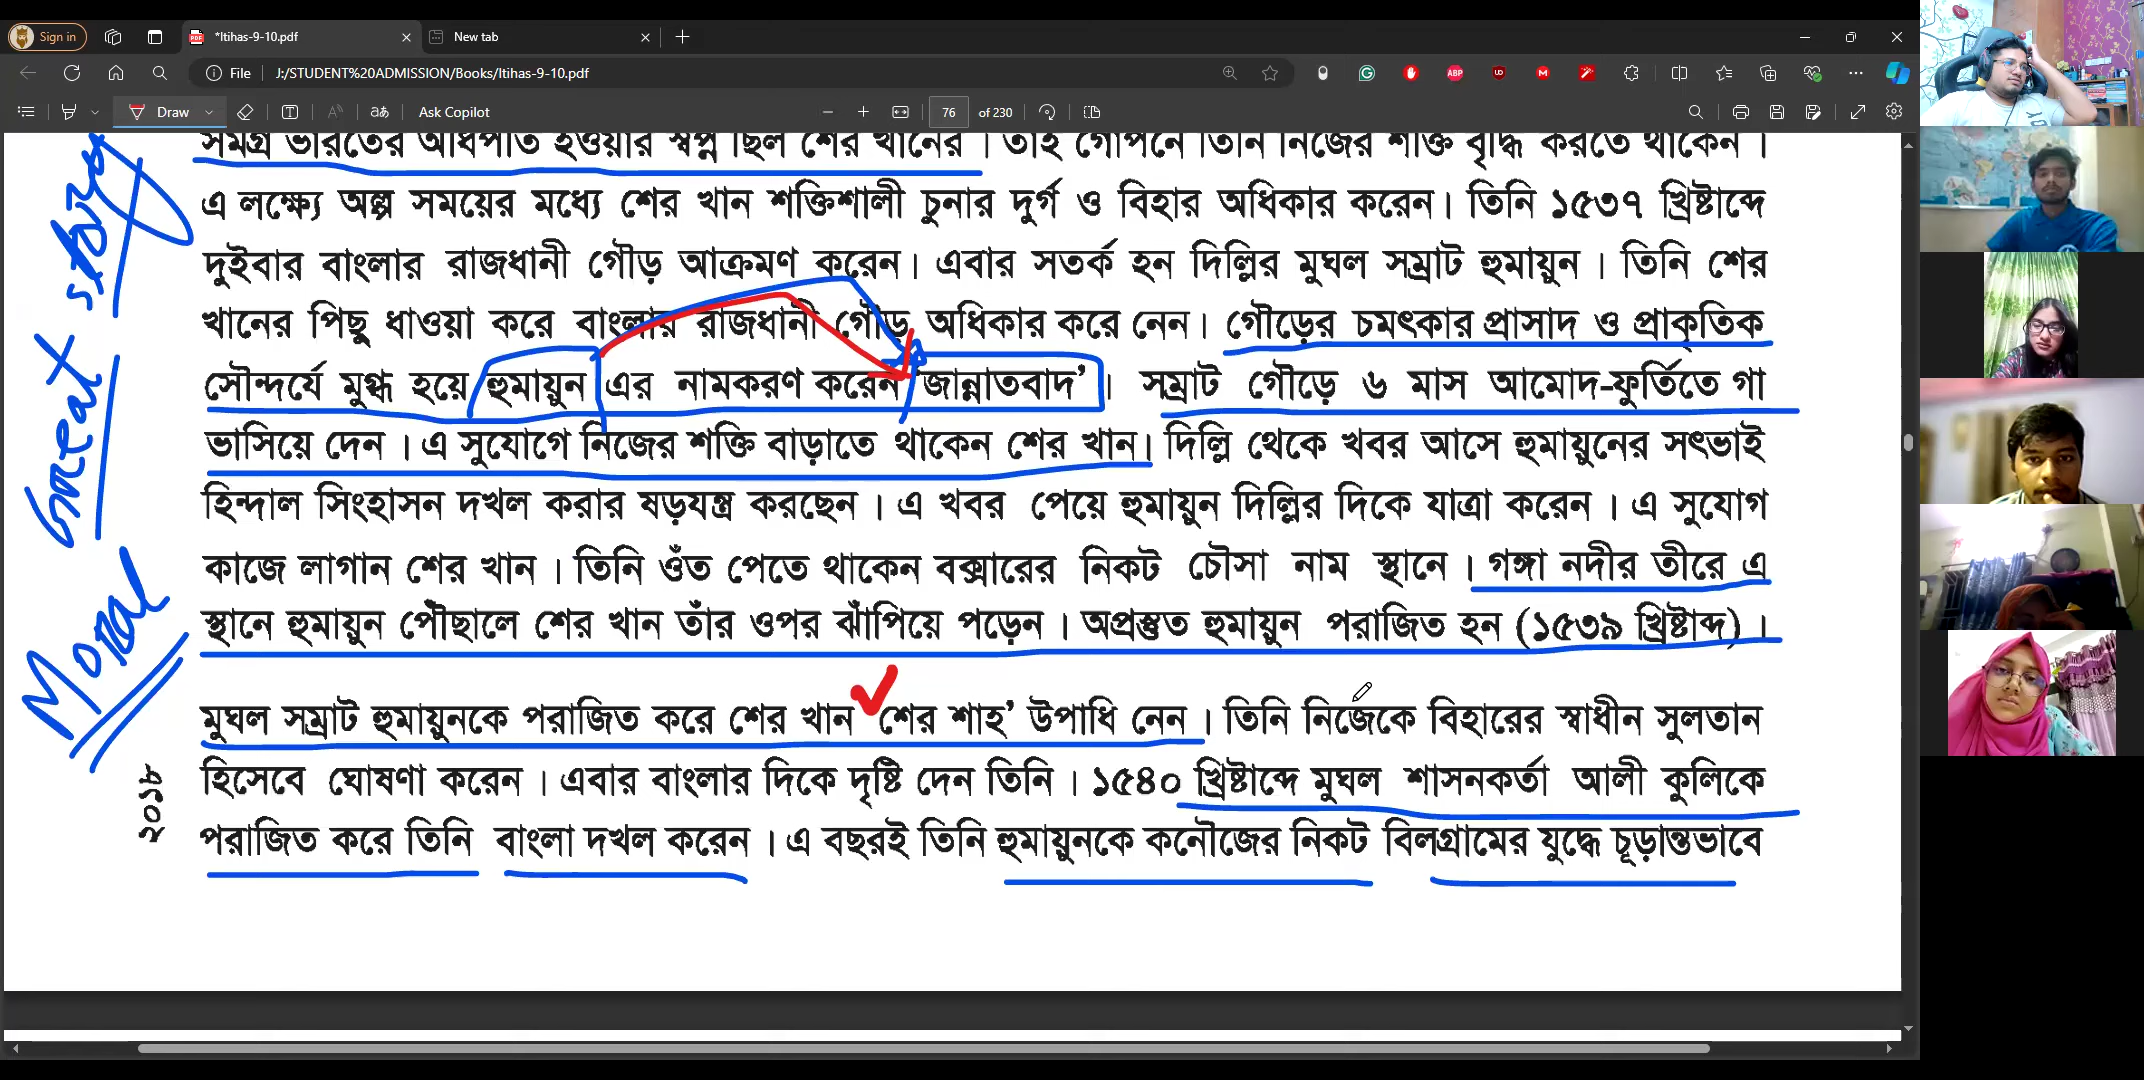 Sign in
*Itihas-9-10.pdf
New tab
File J:/STUDENT%20ADMISSION/Books/Itihas-9-10.pdf
Draw
Ask Copilot
76 of 230
সমগ্র ভারতের অধিপতি হওয়ার স্বপ্ন ছিল শের খানের। তাই গোপনে তিনি নিজের শক্তি বৃদ্ধি করতে থাকেন।
এ লক্ষ্যে অল্প সময়ের মধ্যে শের খান শক্তিশালী চুনার দুর্গ ও বিহার অধিকার করেন। তিনি ১৫৩৭ খ্রিষ্টাব্দে
দুইবার বাংলার রাজধানী গৌড় আক্রমণ করেন। এবার সতর্ক হন দিল্লির মুঘল সম্রাট হুমায়ুন। তিনি শের
খানের পিছু ধাওয়া করে বাংলার রাজধানী গৌড় অধিকার করে নেন। গৌড়ের চমৎকার প্রাসাদ ও প্রাকৃতিক
সৌন্দর্যে মুগ্ধ হয়ে হুমায়ুন এর নামকরণ করেন 'জান্নাতবাদ’। সম্রাট গৌড়ে ৬ মাস আমোদ-ফুর্তিতে গা
ভাসিয়ে দেন। এ সুযোগে নিজের শক্তি বাড়াতে থাকেন শের খান। দিল্লি থেকে খবর আসে হুমায়ুনের সৎভাই
হিন্দাল সিংহাসন দখল করার ষড়যন্ত্র করছেন। এ খবর পেয়ে হুমায়ুন দিল্লির দিকে যাত্রা করেন। এ সুযোগ
কাজে লাগান শের খান। তিনি ওঁত পেতে থাকেন বক্সারের নিকট চৌসা নাম স্থানে। গঙ্গা নদীর তীরে এ
স্থানে হুমায়ুন পৌঁছালে শের খান তাঁর ওপর ঝাঁপিয়ে পড়েন। অপ্রস্তুত হুমায়ুন পরাজিত হন (১৫৩৯ খ্রিষ্টাব্দ)।
মুঘল সম্রাট হুমায়ুনকে পরাজিত করে শের খান ‘শের শাহ’ উপাধি নেন। তিনি নিজেকে বিহারের স্বাধীন সুলতান
হিসেবে ঘোষণা করেন। এবার বাংলার দিকে দৃষ্টি দেন তিনি। ১৫৪০ খ্রিষ্টাব্দে মুঘল শাসনকর্তা আলী কুলিকে
পরাজিত করে তিনি বাংলা দখল করেন। এ বছরই তিনি হুমায়ুনকে কনৌজের নিকট বিলগ্রামের যুদ্ধে চূড়ান্তভাবে
Moral Great story
২০১৮